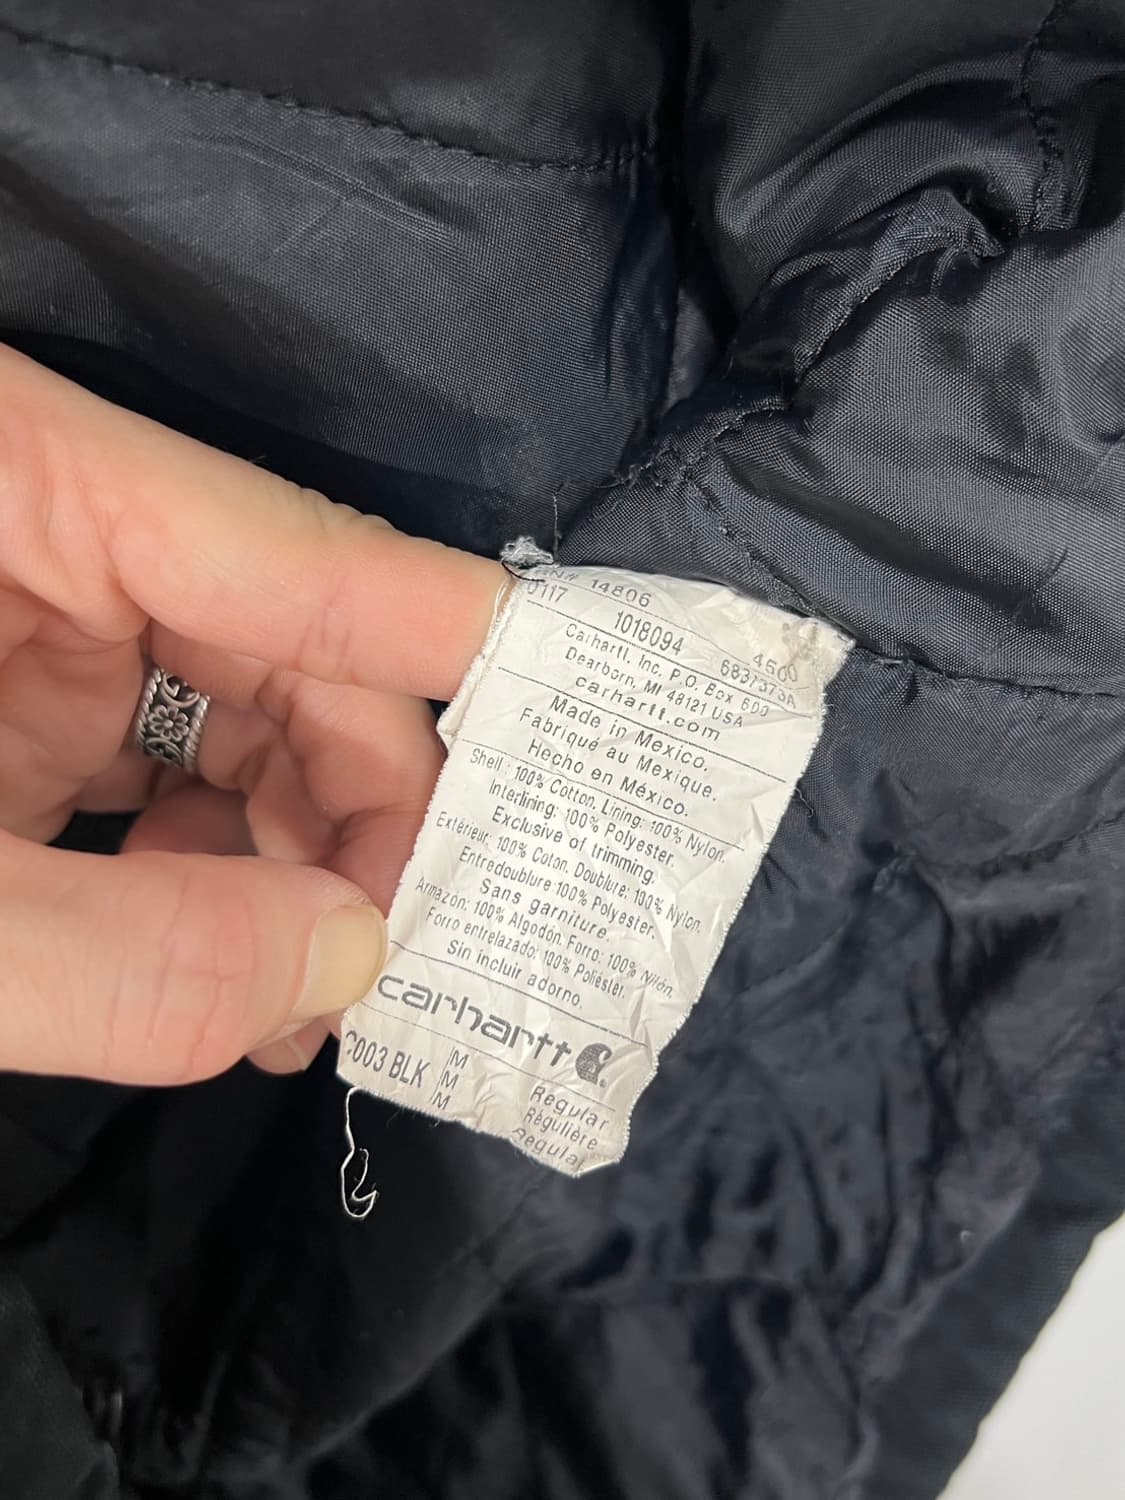 RN# 14806
0117 1018094 4500
6837373A
Carhartt, Inc. P.O. Box 600
Dearborn, MI 48121 USA
carhartt.com
Made in Mexico.
Fabriqué au Mexique.
Hecho en México.
Shell: 100% Cotton. Lining: 100% Nylon.
Interlining: 100% Polyester.
Exclusive of trimming.
Extérieur: 100% Coton. Doublure: 100% Nylon.
Entredoublure 100% Polyester.
Sans garniture.
Armazón: 100% Algodón. Forro: 100% Nilón.
Forro entrelazado: 100% Poliéster.
Sin incluir adorno.
carhartt
C003 BLK M Regular
M Régulière
M Regular